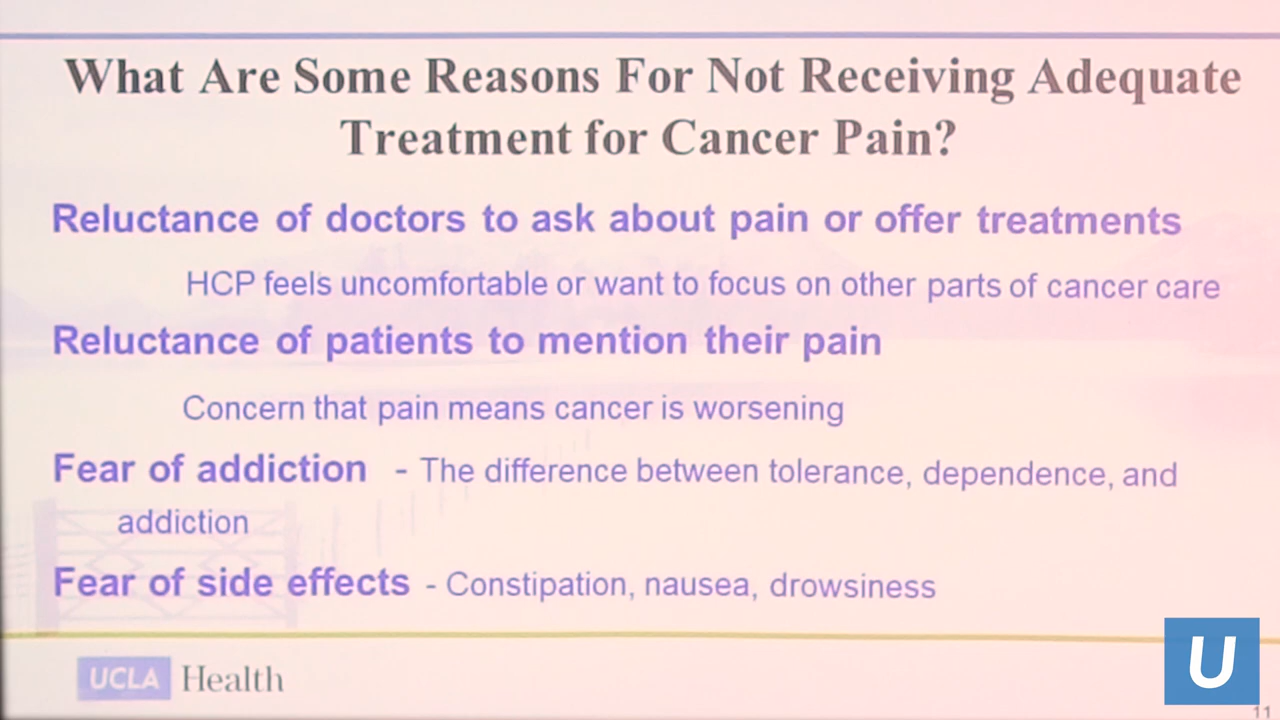 What Are Some Reasons For Not Receiving Adequate
Treatment for Cancer Pain?
Reluctance of doctors to ask about pain or offer treatments
HCP feels uncomfortable or want to focus on other parts of cancer care
Reluctance of patients to mention their pain
Concern that pain means cancer is worsening
Fear of addiction - The difference between tolerance, dependence, and
addiction
Fear of side effects - Constipation, nausea, drowsiness
UCLA Health
U
11